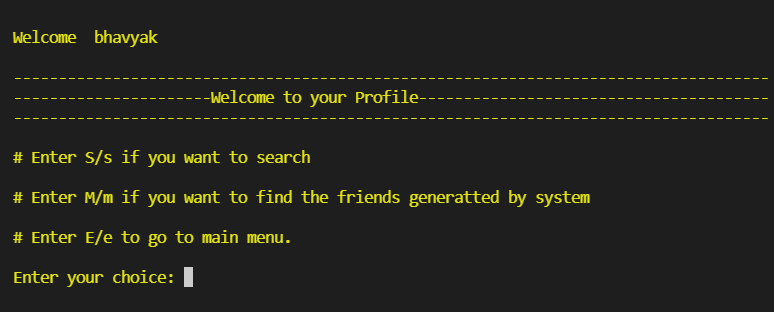 Welcome  bhavyak
------------------------------------------------------------------------------------
----------------------Welcome to your Profile---------------------------------------
------------------------------------------------------------------------------------
# Enter S/s if you want to search
# Enter M/m if you want to find the friends generatted by system
# Enter E/e to go to main menu.
Enter your choice: